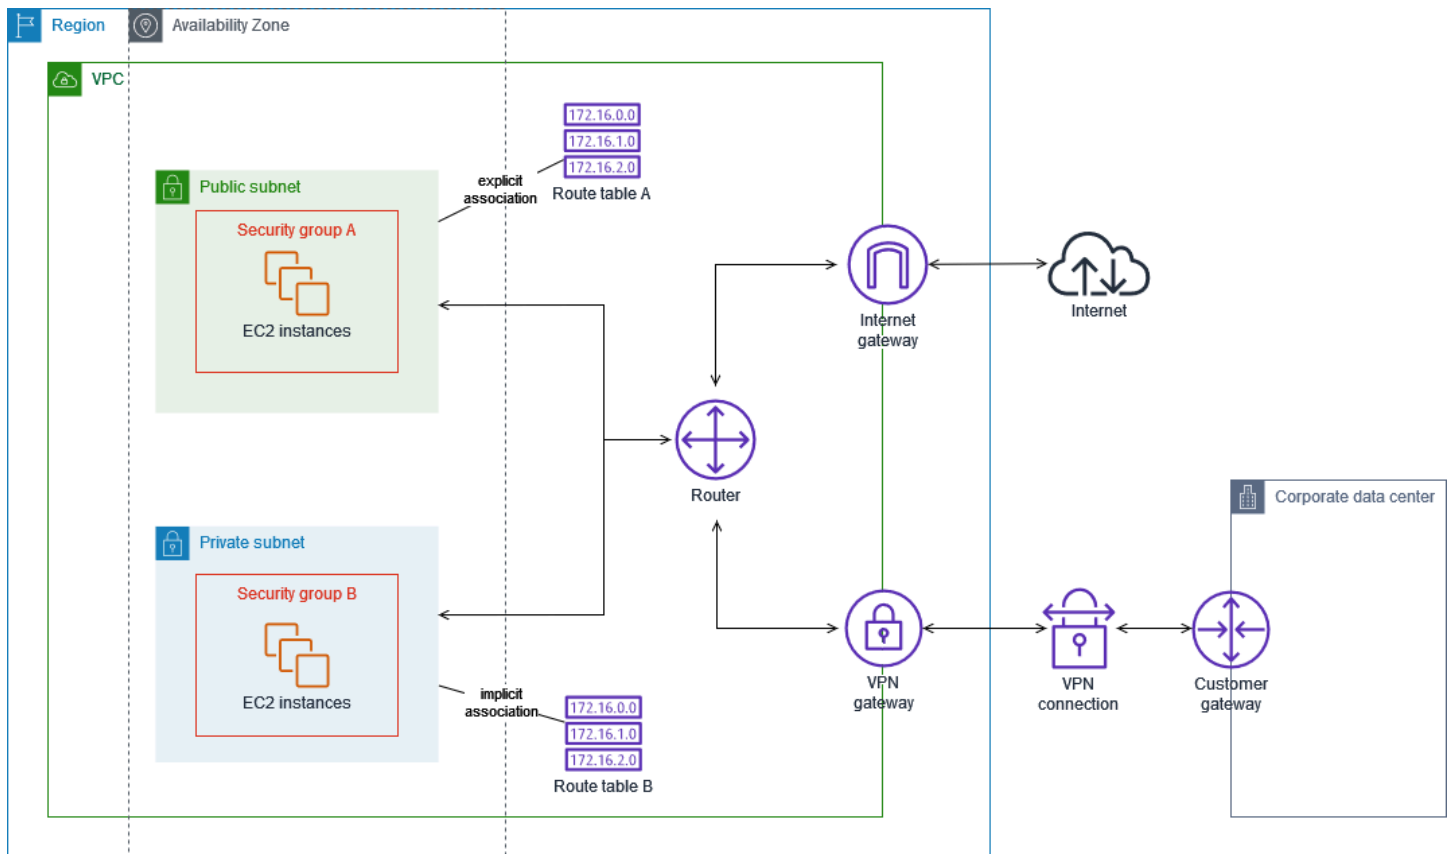 Region
Availability Zone
VPC
172.16.0.0
172.16.1.0
172.16.2.0
Route table A
explicit
association
Public subnet
Security group A
EC2 instances
Internet
gateway
Internet
Router
Corporate data center
Private subnet
Security group B
EC2 instances
implicit
association
172.16.0.0
172.16.1.0
172.16.2.0
Route table B
VPN
gateway
VPN
connection
Customer
gateway